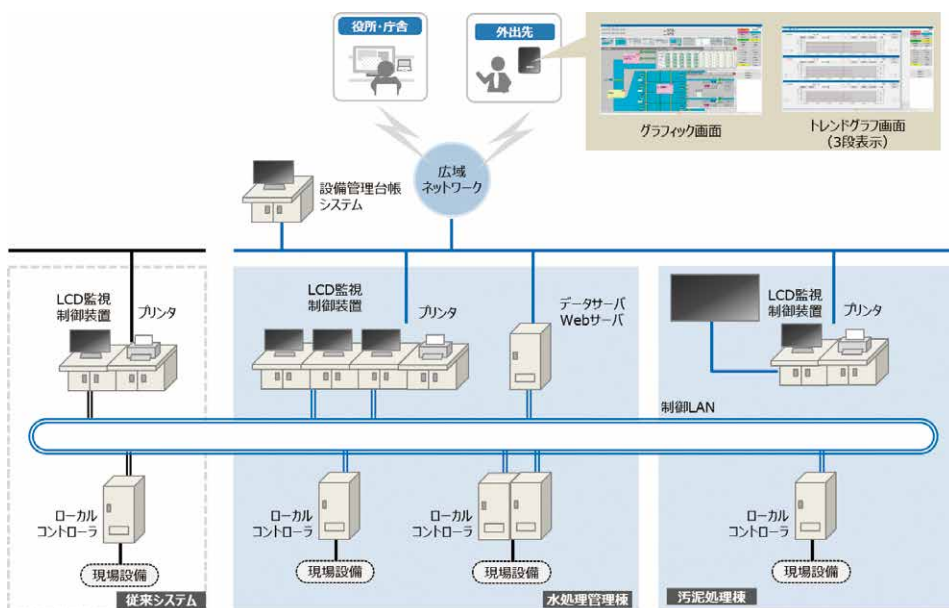 役所・庁舎
外出先
グラフィック画面
トレンドグラフ画面
(3段表示)
広域
ネットワーク
設備管理台帳
システム
LCD監視
制御装置
プリンタ
LCD監視
制御装置
プリンタ
データサーバ
Webサーバ
LCD監視
制御装置
プリンタ
制御LAN
ローカル
コントローラ
ローカル
コントローラ
ローカル
コントローラ
ローカル
コントローラ
現場設備
現場設備
現場設備
現場設備
従来システム
水処理管理棟
汚泥処理棟